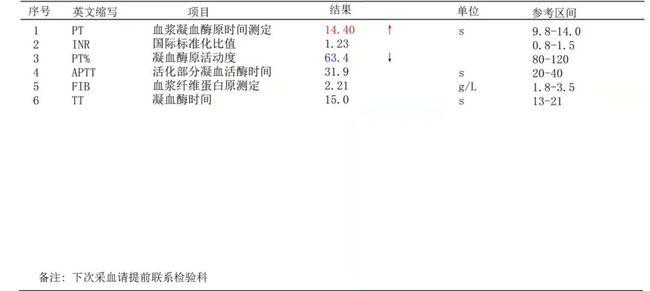 序号 英文缩写 项目 结果 单位 参考区间
1 PT 血浆凝血酶原时间测定 14.40 ↑ s 9.8-14.0
2 INR 国际标准化比值 1.23 0.8-1.5
3 PT% 凝血酶原活动度 63.4 ↓ 80-120
4 APTT 活化部分凝血活酶时间 31.9 s 20-40
5 FIB 血浆纤维蛋白原测定 2.21 g/L 1.8-3.5
6 TT 凝血酶时间 15.0 s 13-21
备注: 下次采血请提前联系检验科